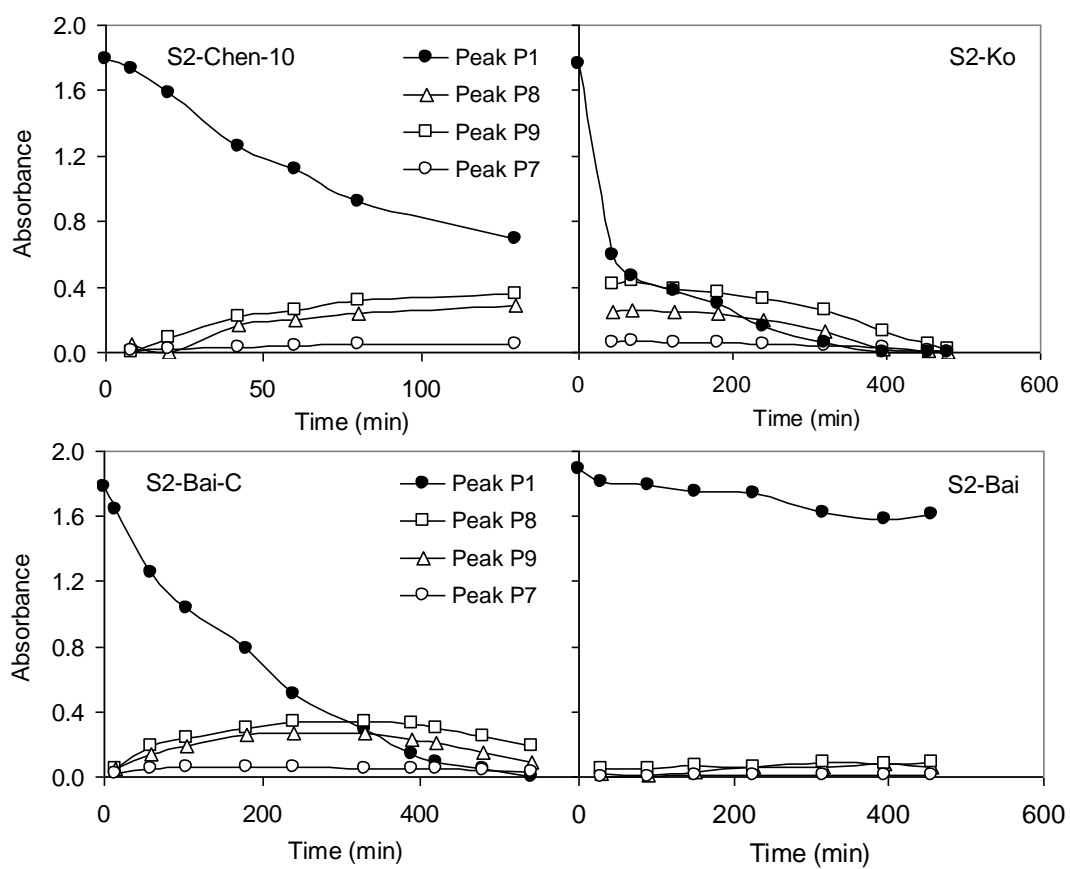 2.0
1.6
1.2
0.8
0.4
0.0
Absorbance
S2-Chen-10
Peak P1
Peak P8
Peak P9
Peak P7
0
50
100
Time (min)
S2-Ko
0
200
400
600
Time (min)
2.0
1.6
1.2
0.8
0.4
0.0
Absorbance
S2-Bai-C
Peak P1
Peak P8
Peak P9
Peak P7
0
200
400
Time (min)
S2-Bai
0
200
400
600
Time (min)